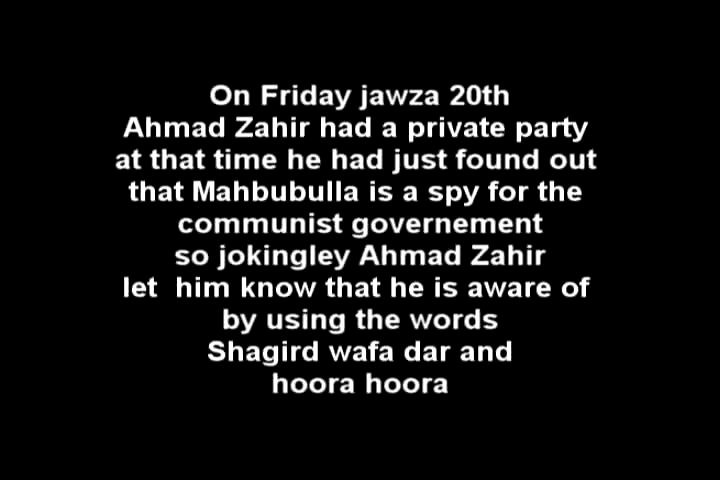 On Friday jawza 20th
Ahmad Zahir had a private party
at that time he had just found out
that Mahbubulla is a spy for the
communist governement
so jokingley Ahmad Zahir
let  him know that he is aware of
by using the words
Shagird wafa dar and
hoora hoora